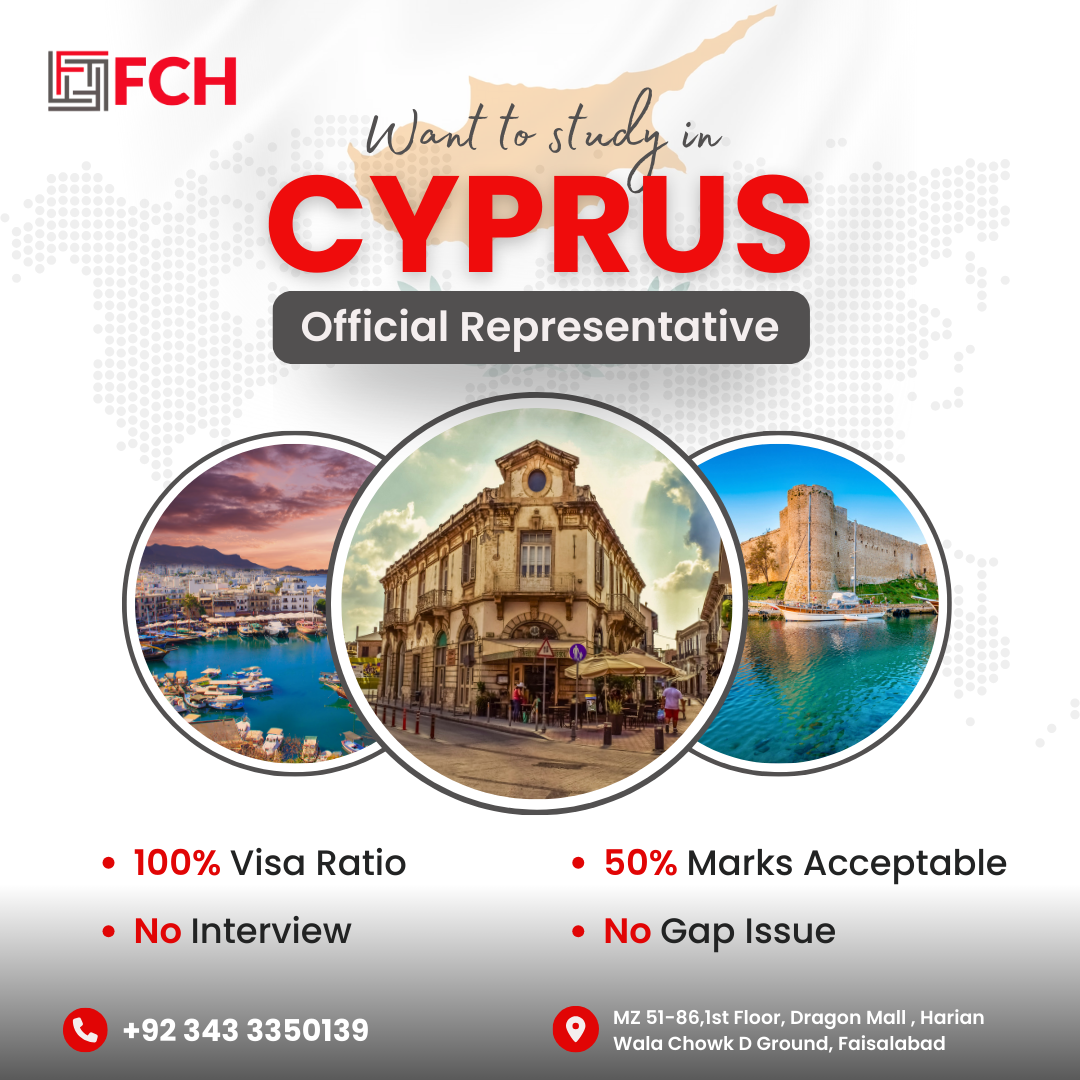 FCH
Want to study in
CYPRUS
Official Representative
• 100% Visa Ratio
• No Interview
• 50% Marks Acceptable
• No Gap Issue
+92 343 3350139
MZ 51-86,1st Floor, Dragon Mall , Harian
Wala Chowk D Ground, Faisalabad